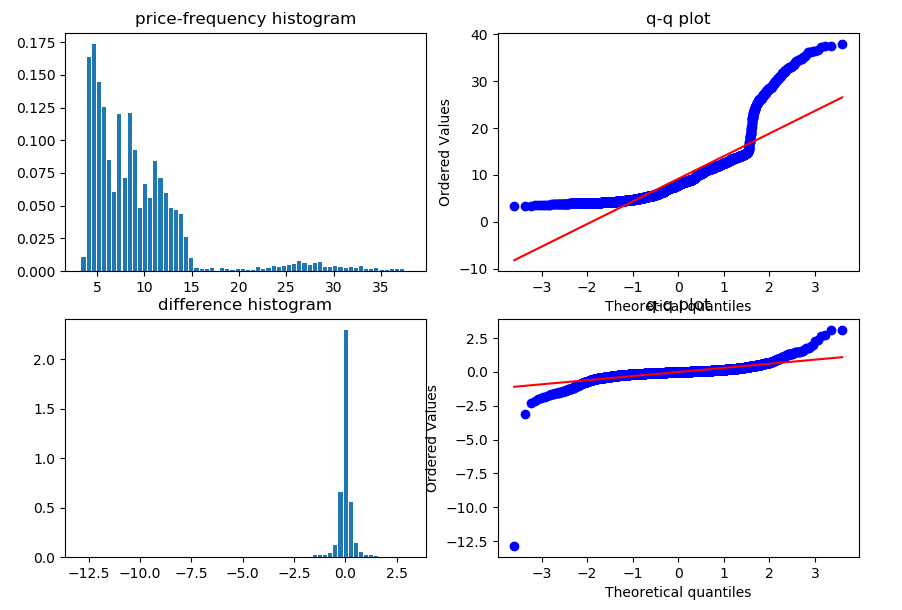 price-frequency histogram
0.175
0.150
0.125
0.100
0.075
0.050
0.025
0.000
5 10 15 20 25 30 35
q-q plot
Ordered Values
40
30
20
10
0
−10
−3 −2 −1 0 1 2 3
Theoretical quantiles
difference histogram
2.0
1.5
1.0
0.5
0.0
−12.5 −10.0 −7.5 −5.0 −2.5 0.0 2.5
q-q plot
Ordered Values
2.5
0.0
−2.5
−5.0
−7.5
−10.0
−12.5
−3 −2 −1 0 1 2 3
Theoretical quantiles